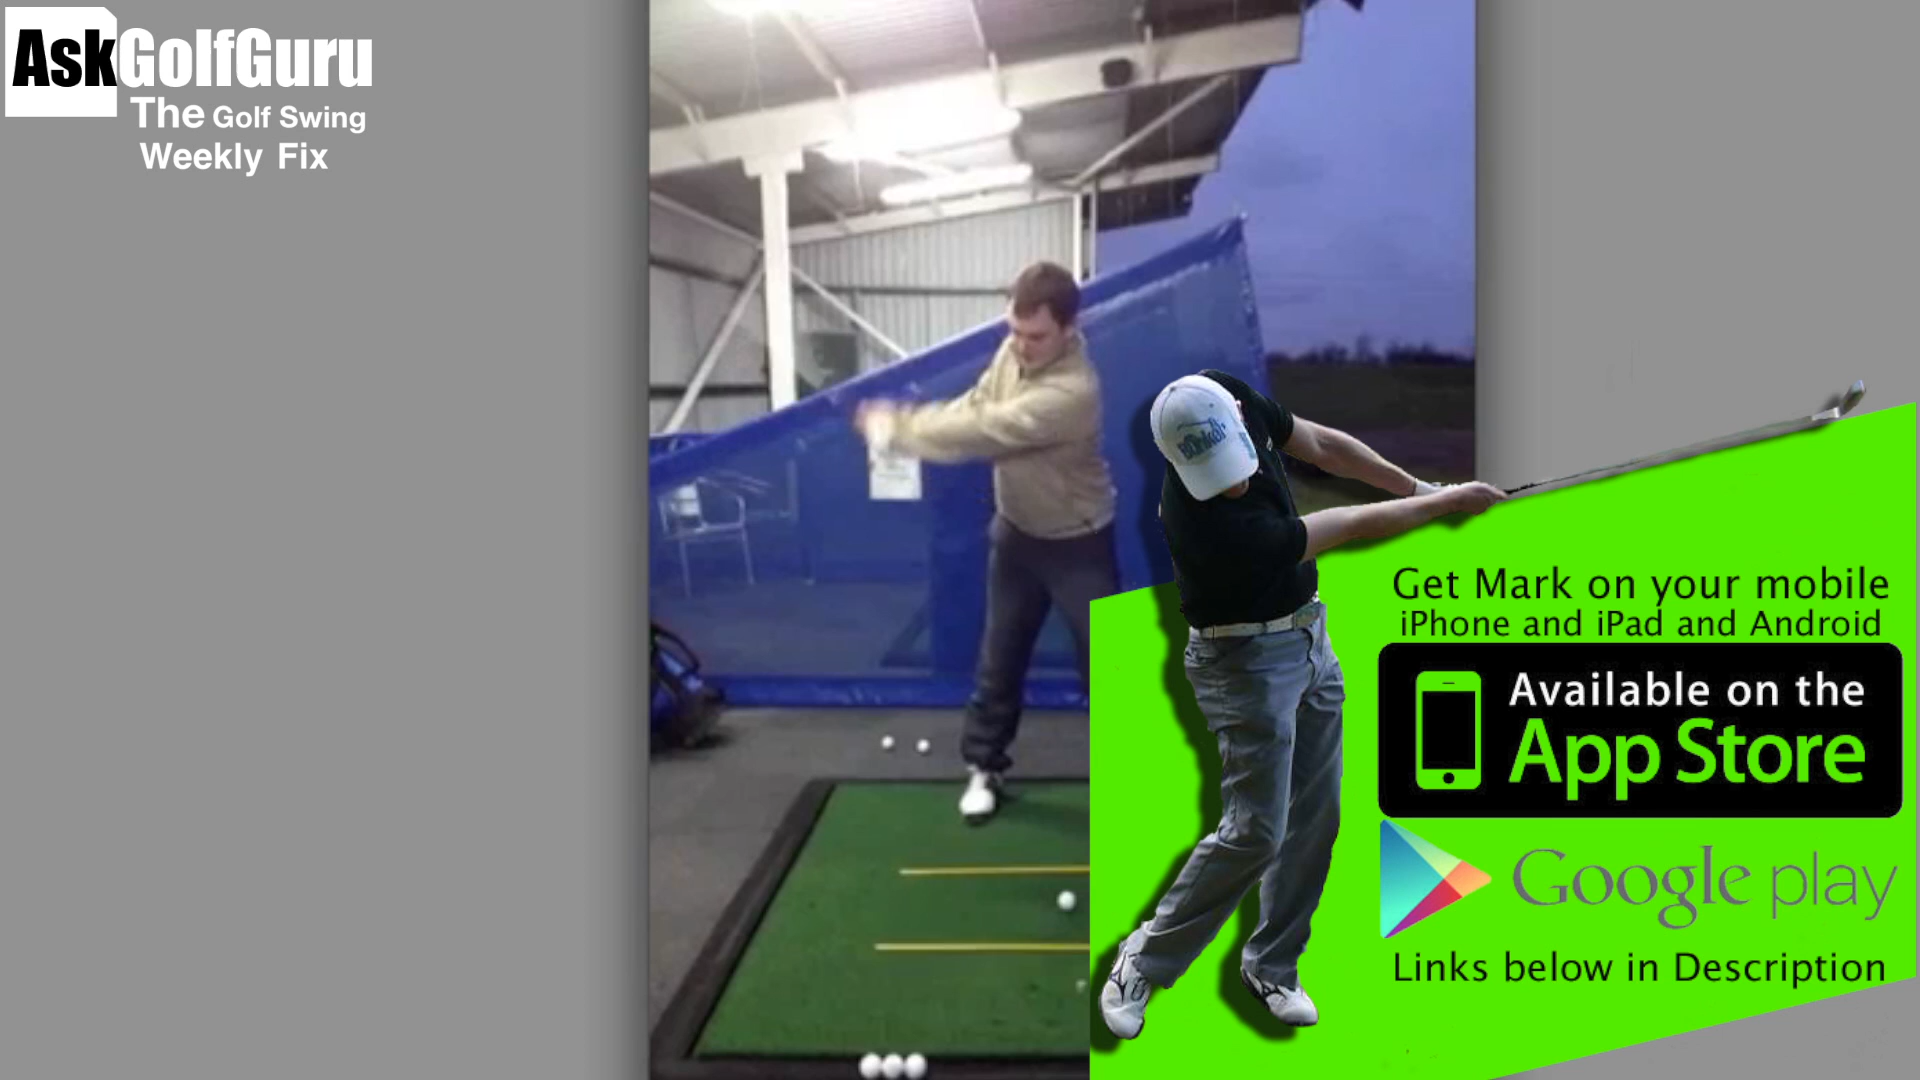 AskGolfGuru
The Golf Swing
Weekly Fix
Get Mark on your mobile
iPhone and iPad and Android
Available on the
App Store
Google play
Links below in Description